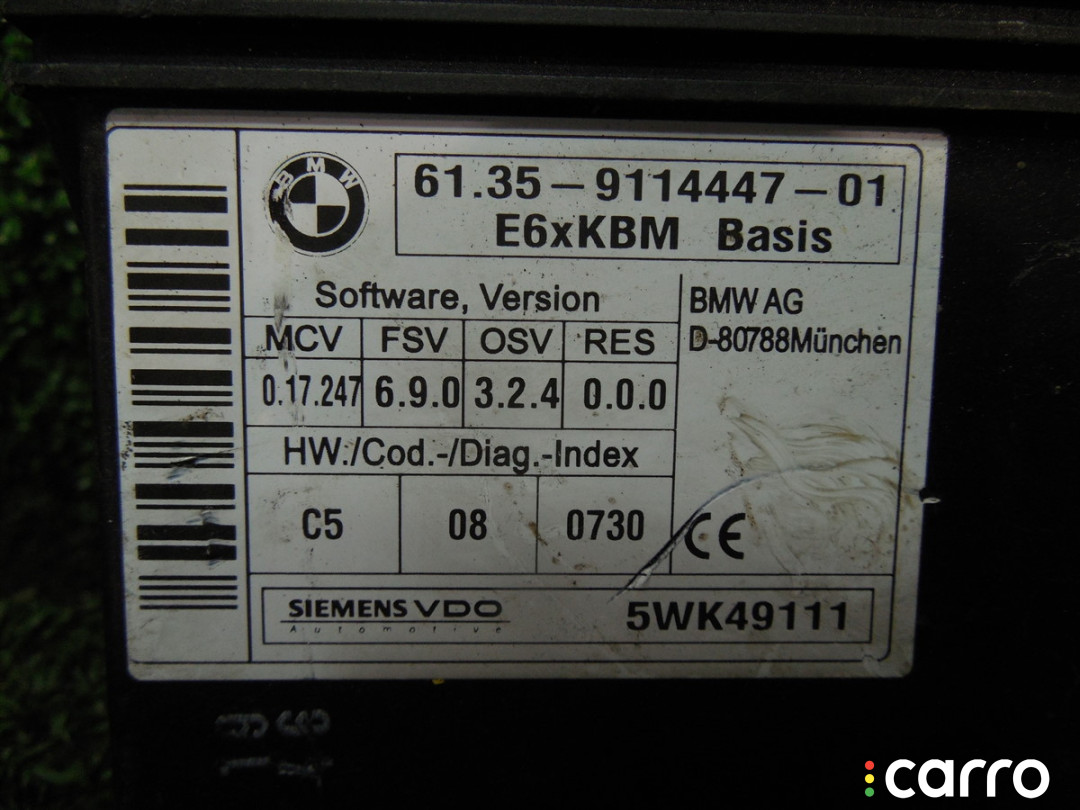 BMW
61.35-9114447-01
E6xKBM Basis
Software, Version
MCV FSV OSV RES
0.17.247 6.9.0 3.2.4 0.0.0
BMW AG
D-80788München
HW./Cod.-/Diag.-Index
C5 08 0730
CE
SIEMENS VDO
Automotive
5WK49111
carro